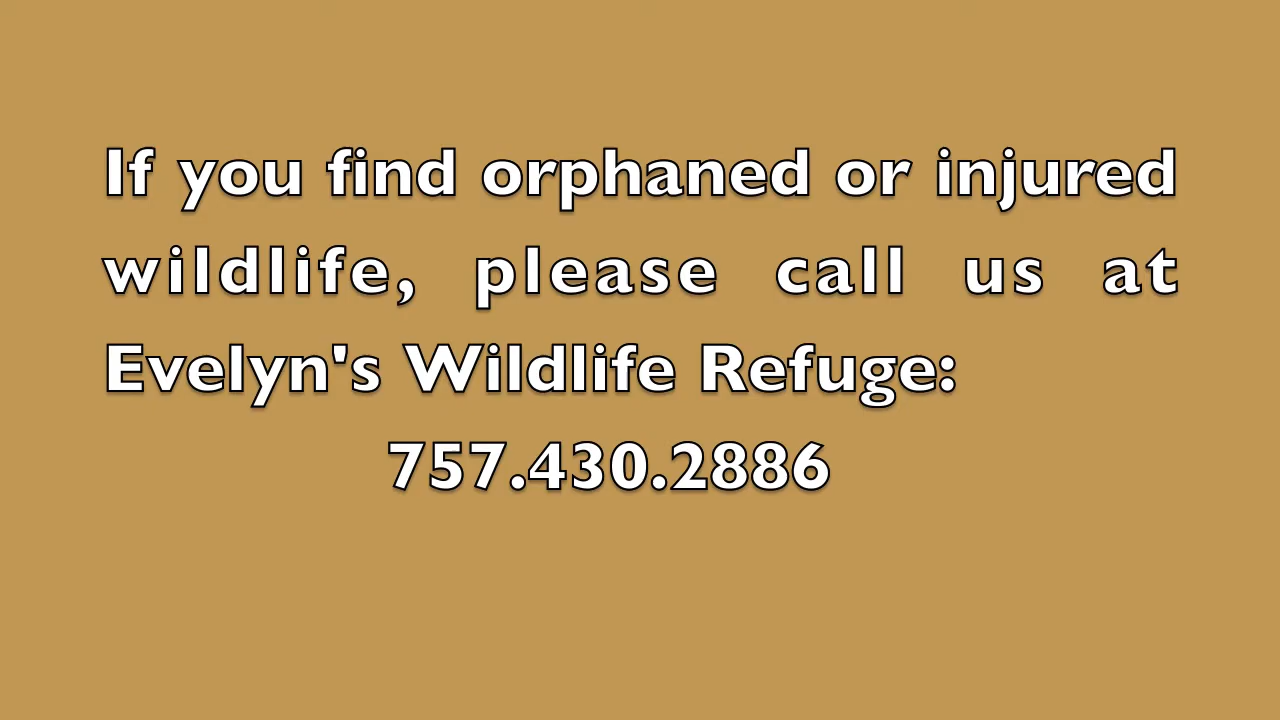 If you find orphaned or injured
wildlife, please call us at
Evelyn's Wildlife Refuge:
757.430.2886